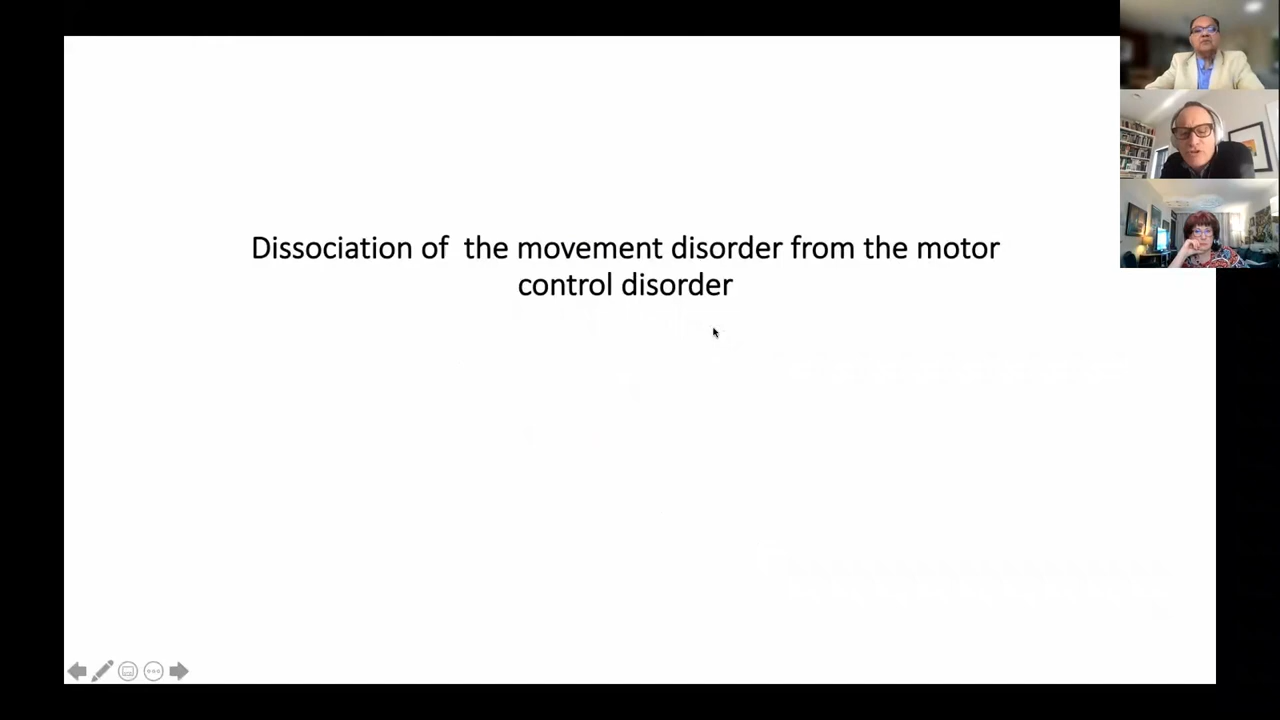 Dissociation of  the movement disorder from the motor
control disorder